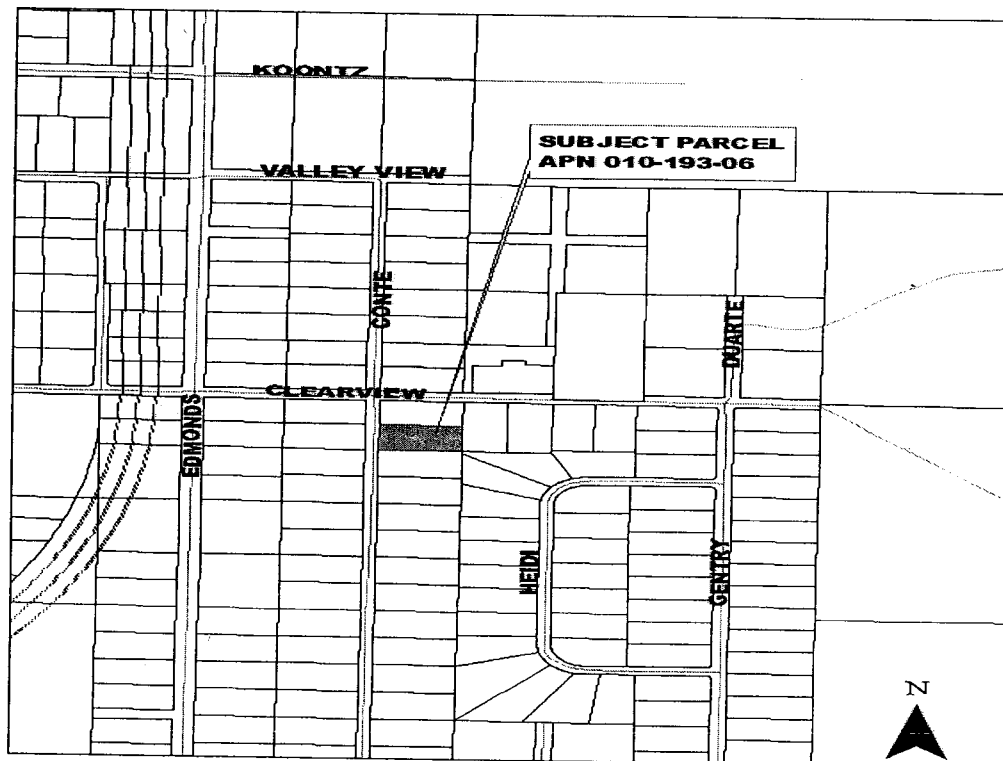 KOONTZ
SUBJECT PARCEL
APN 010-193-06
VALLEY VIEW
CONTE
DUARTE
CLEARVIEW
EDMONDS
HEIDI
GENTRY
N